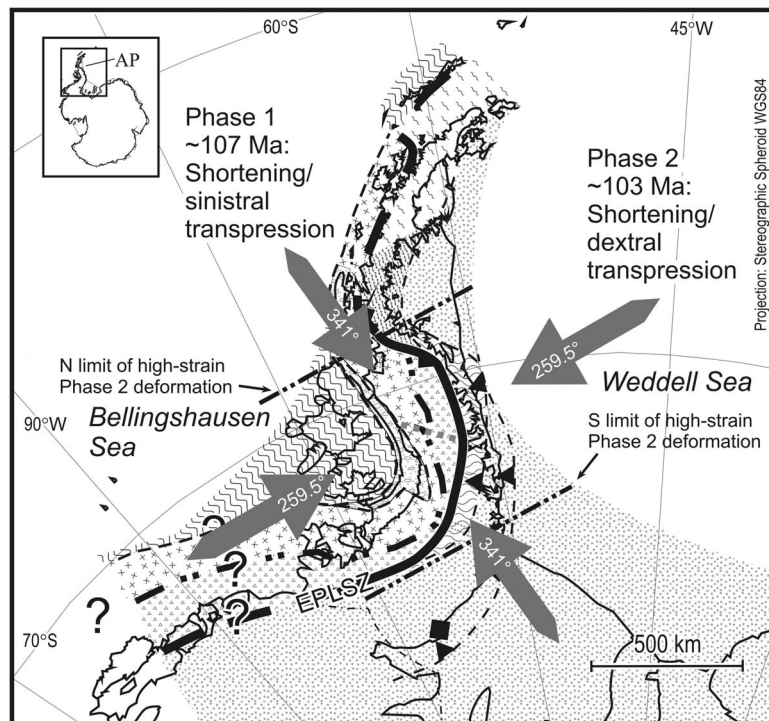 60°S
45°W
AP
Phase 1
~107 Ma:
Shortening/
sinistral
transpression
Phase 2
~103 Ma:
Shortening/
dextral
transpression
Projection: Stereographic Spheroid WGS84
341°
259.5°
N limit of high-strain
Phase 2 deformation
Weddell Sea
Bellingshausen
Sea
90°W
S limit of high-strain
Phase 2 deformation
259.5°
341°
?
?
?
?
EPLSZ
70°S
500 km